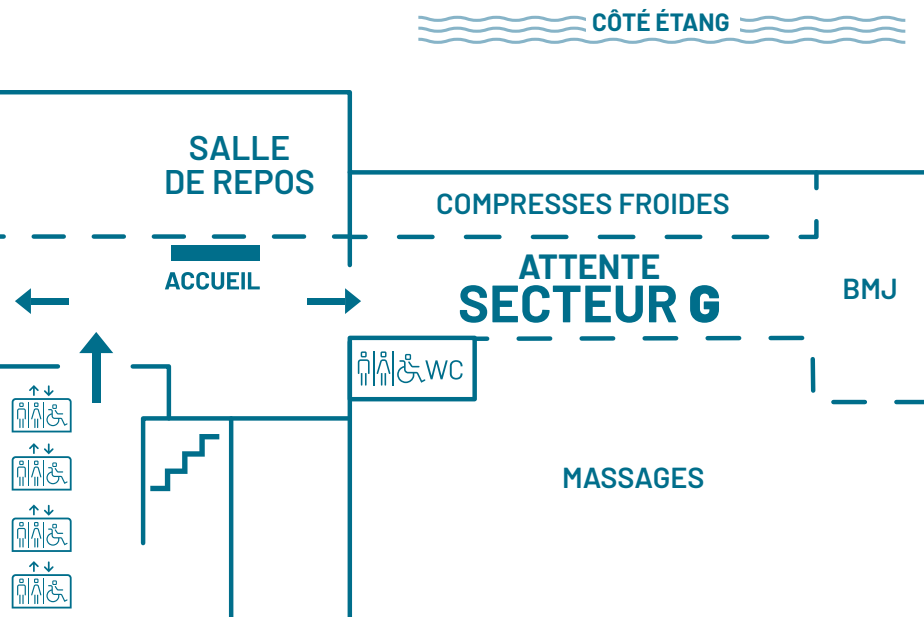 CÔTÉ ÉTANG
SALLE
DE REPOS
COMPRESSES FROIDES
ACCUEIL
ATTENTE
SECTEUR G
BMJ
WC
MASSAGES